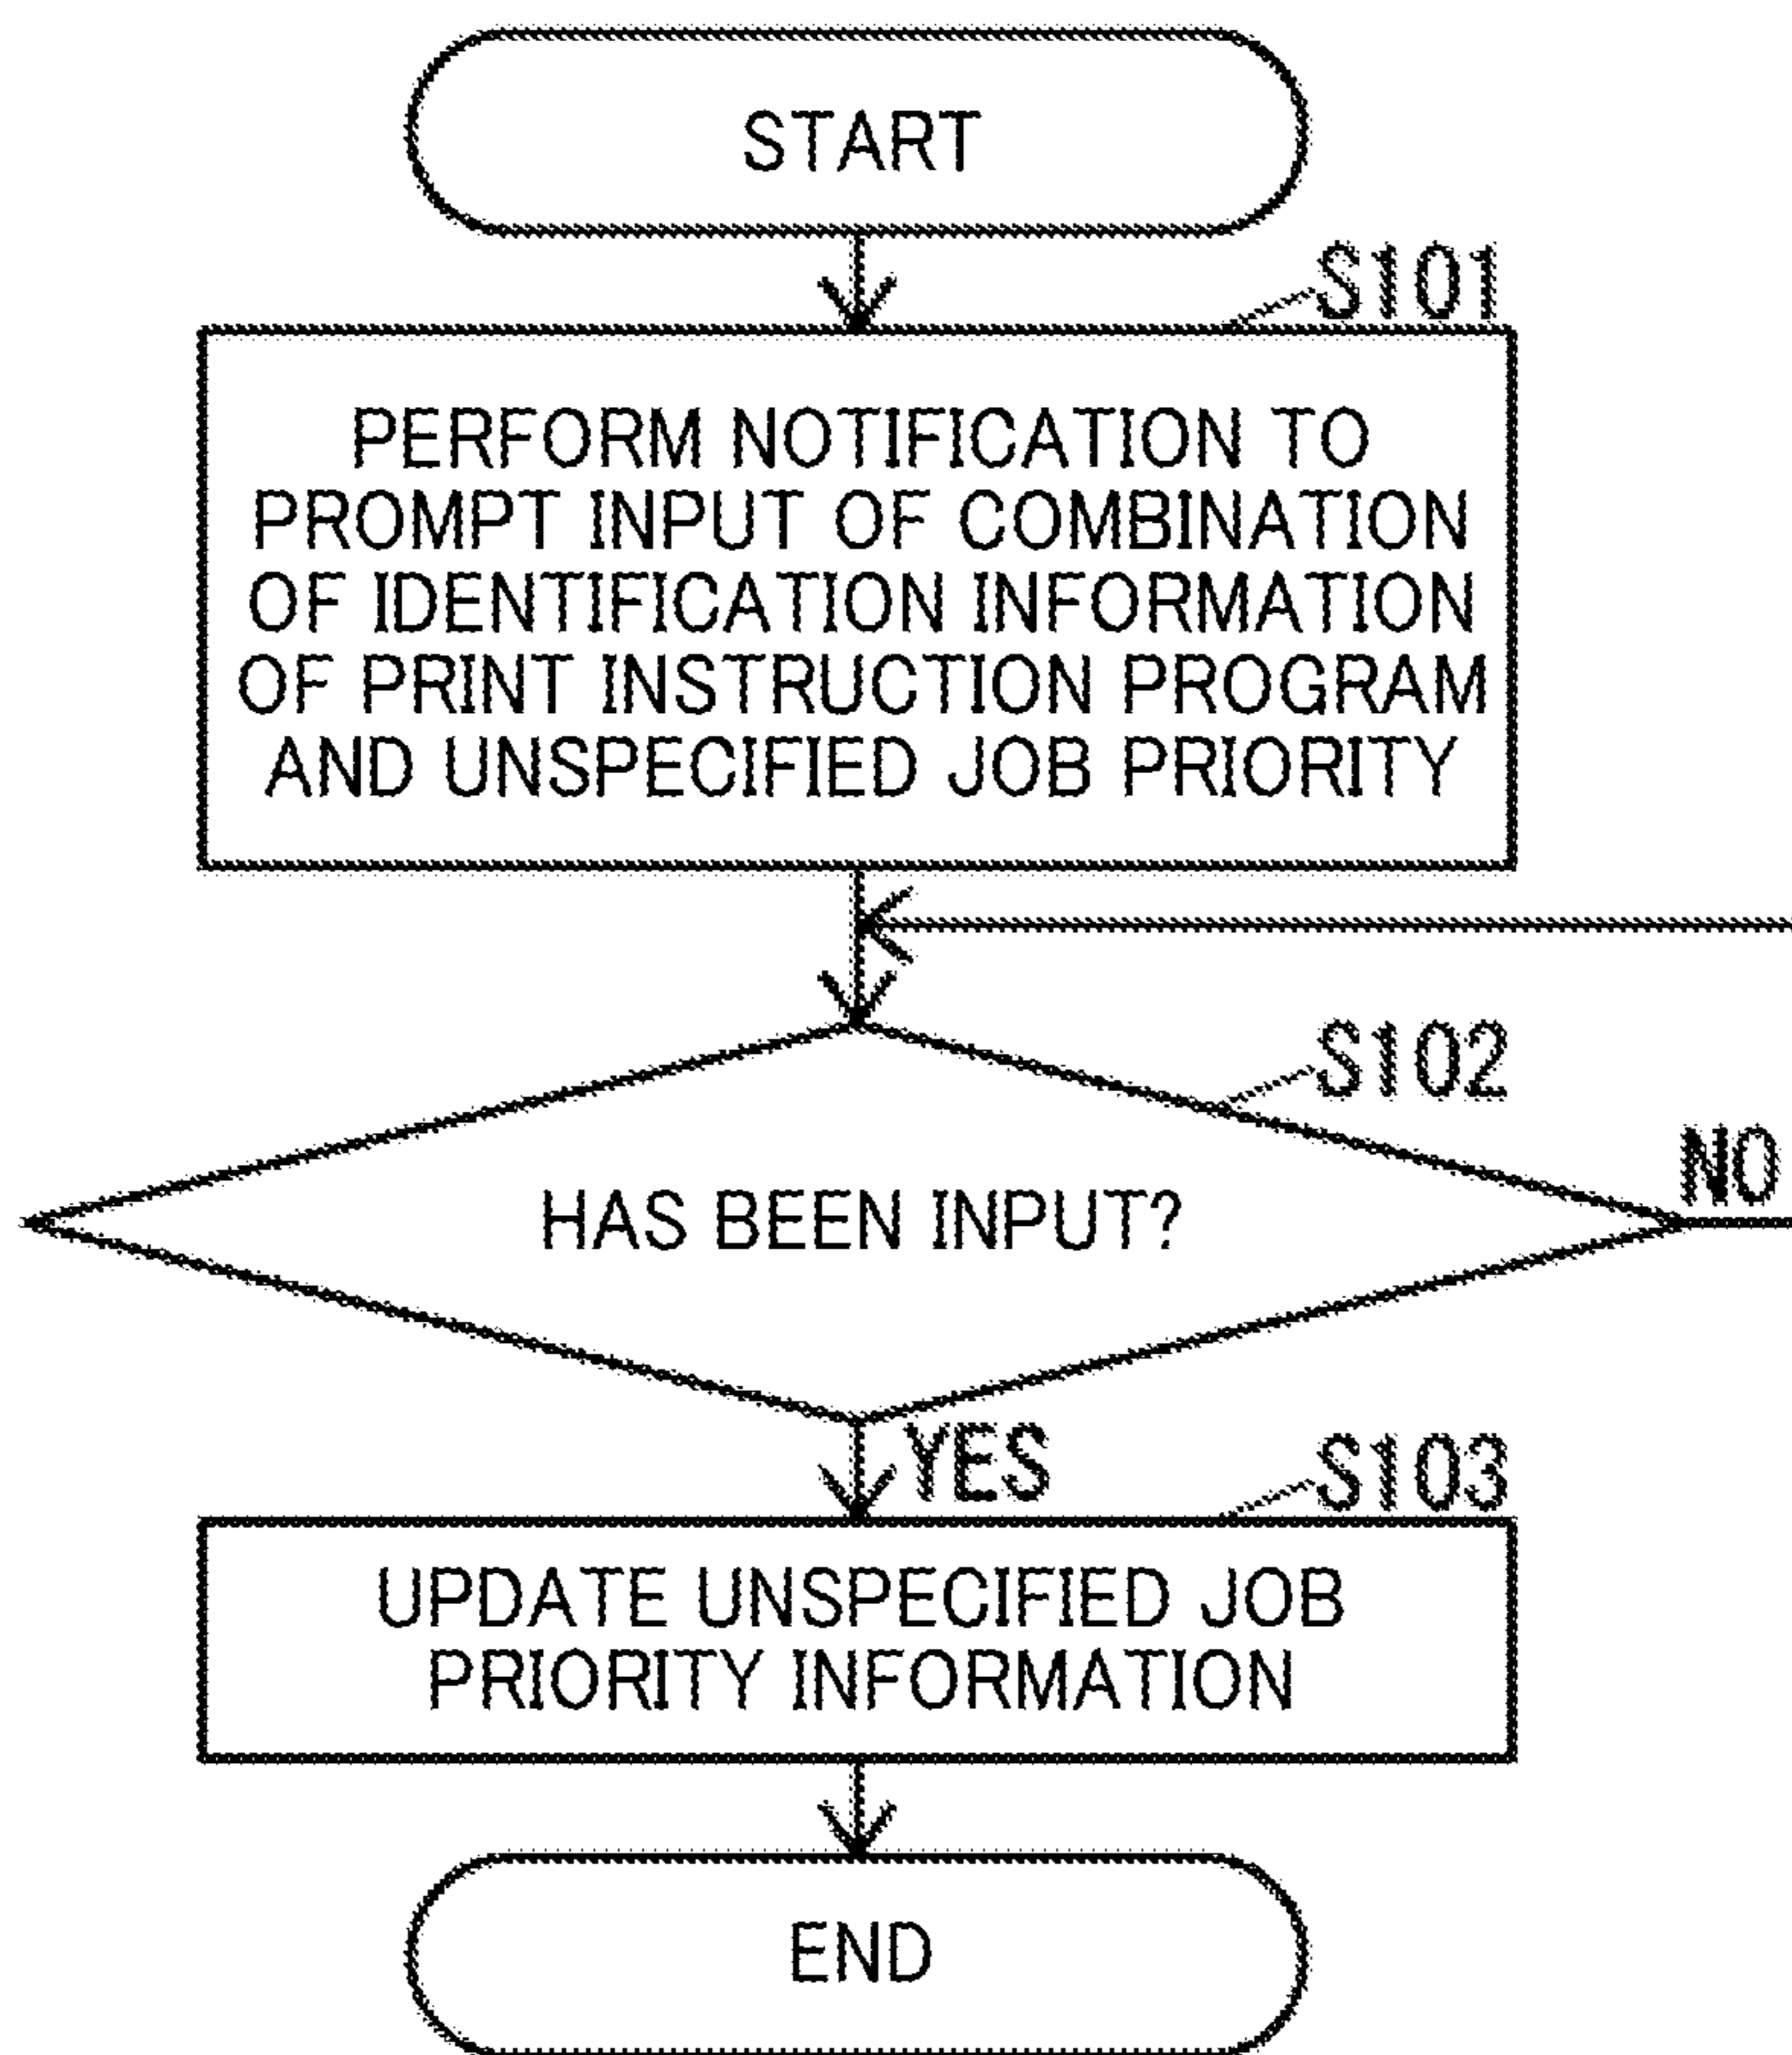 START
S101
PERFORM NOTIFICATION TO
PROMPT INPUT OF COMBINATION
OF IDENTIFICATION INFORMATION
OF PRINT INSTRUCTION PROGRAM
AND UNSPECIFIED JOB PRIORITY
S102
NO
HAS BEEN INPUT?
YES
S103
UPDATE UNSPECIFIED JOB
PRIORITY INFORMATION
END